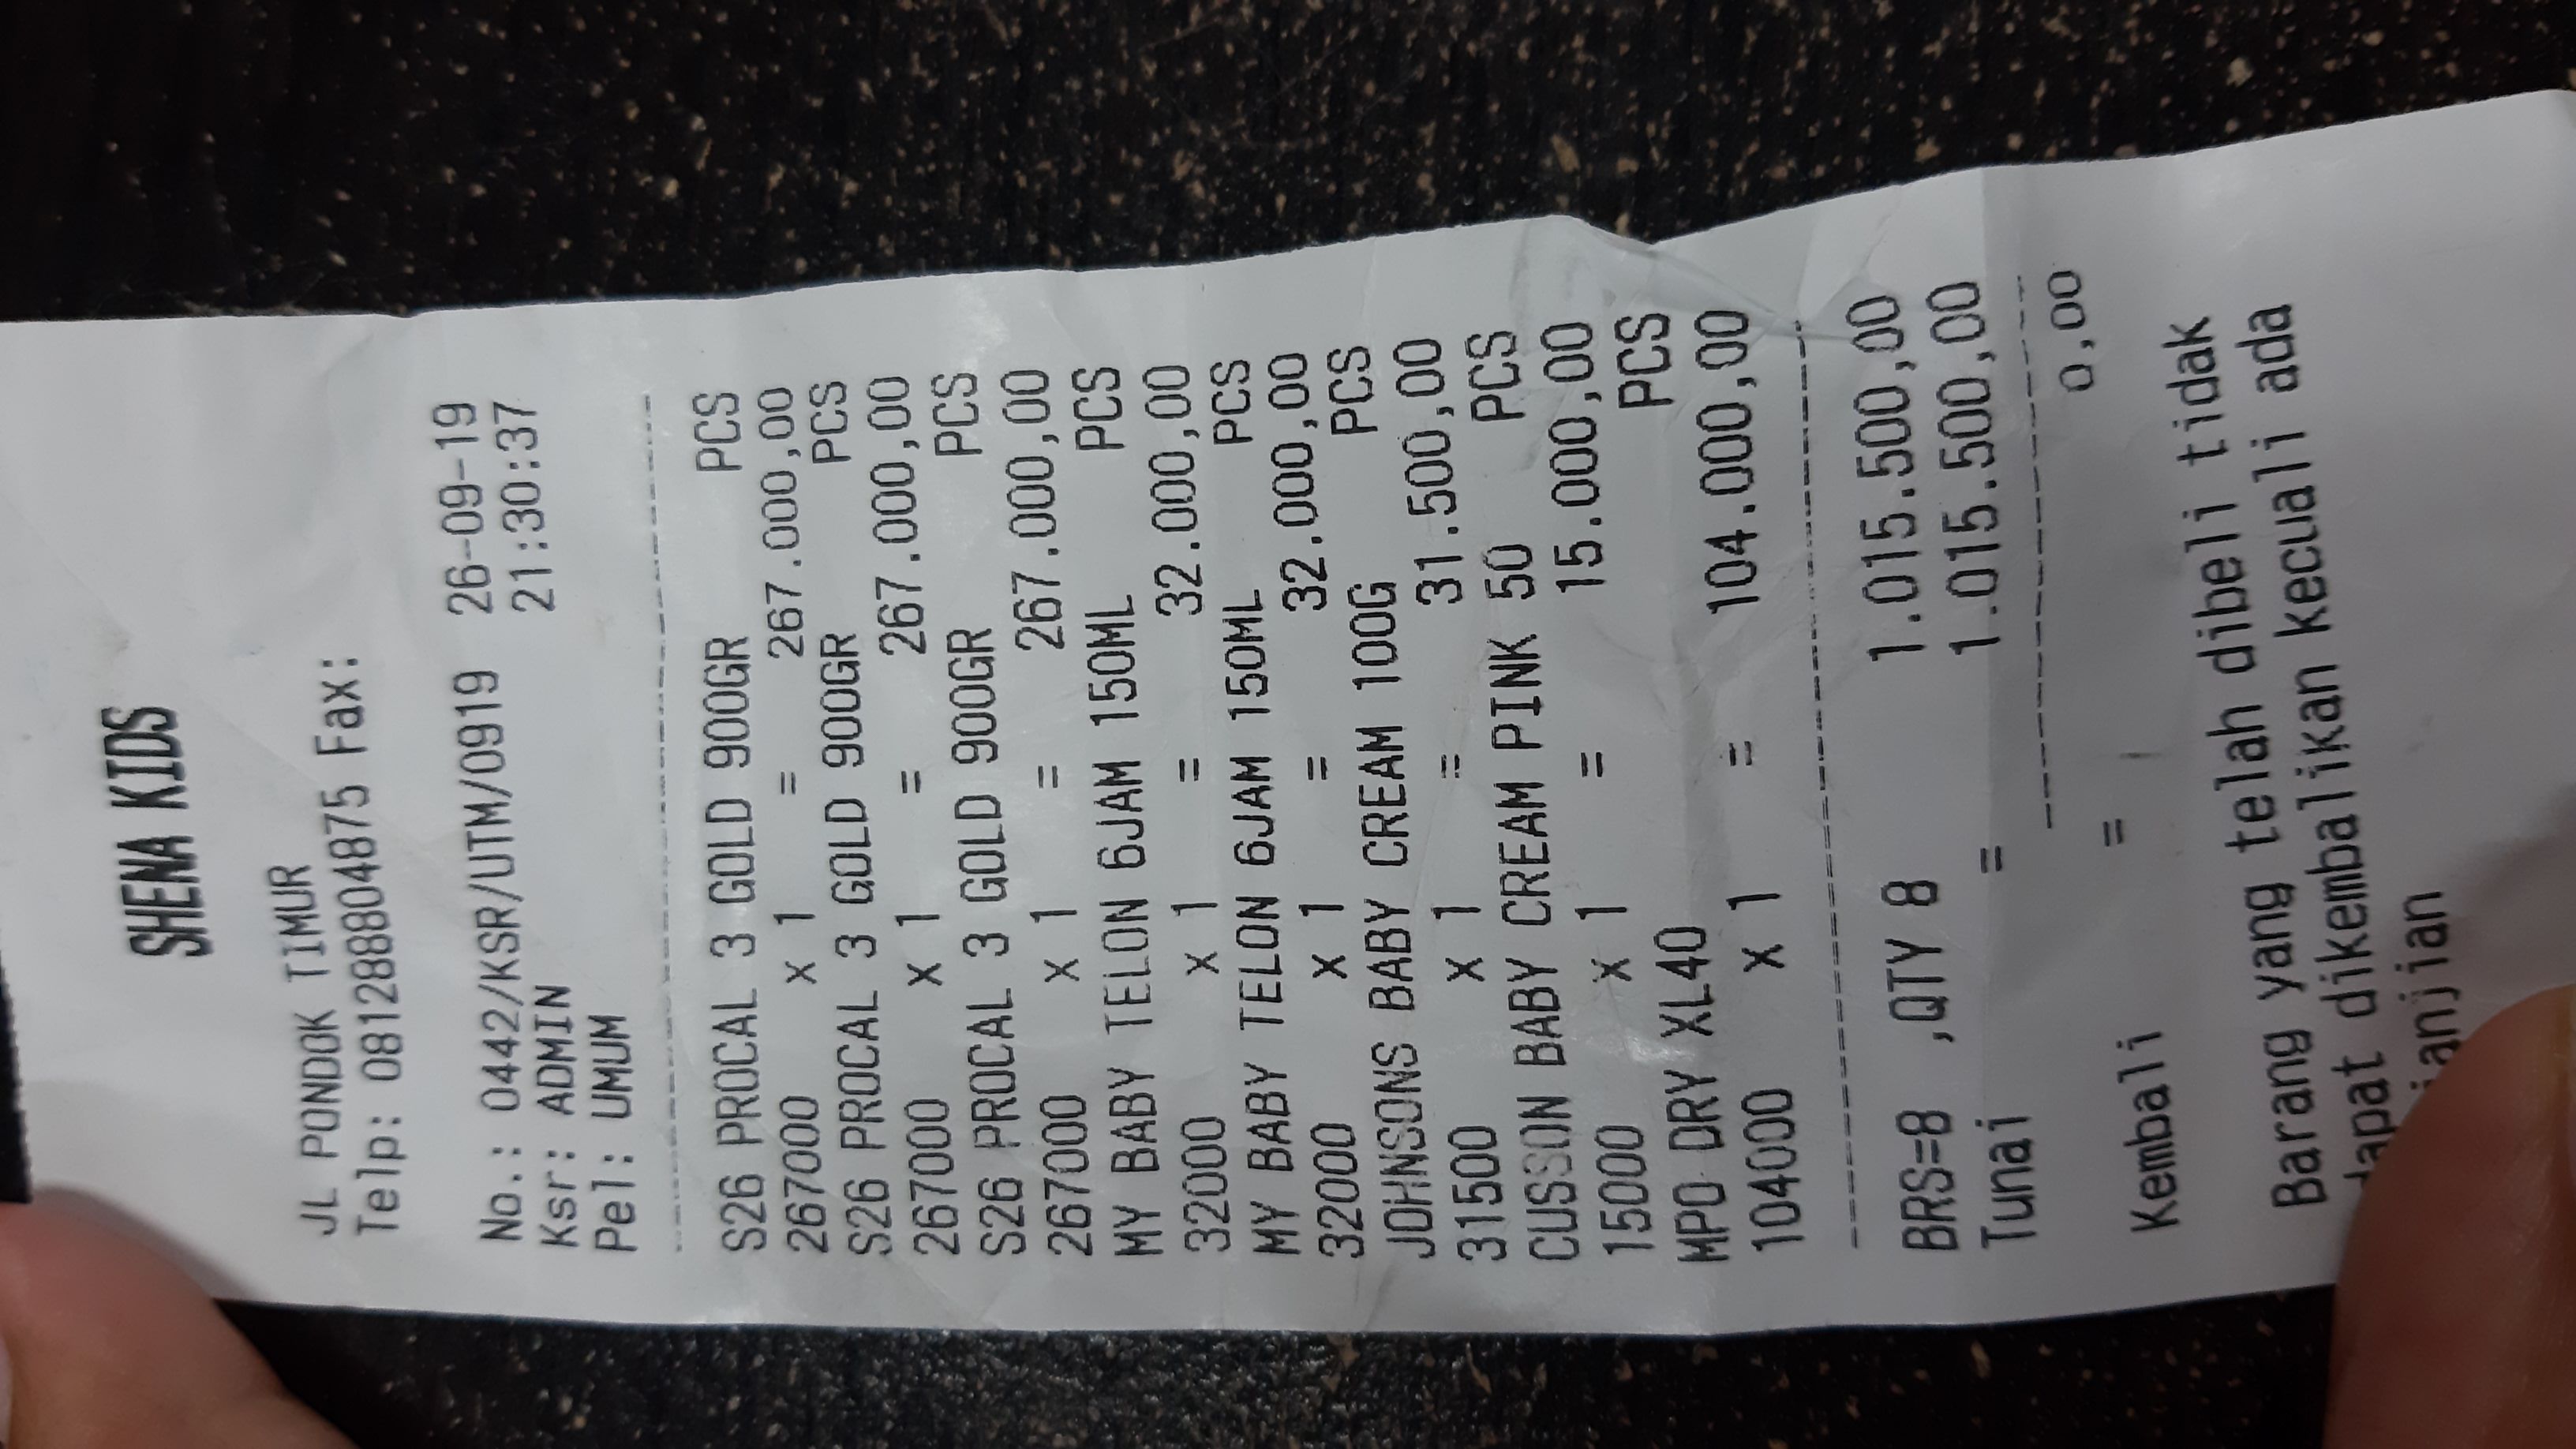 SHENA KIDS
JL PONDOK TIMUR
Telp: 081288804875 Fax:
No.: 0442/KSR/UTM/0919 26-09-19
Ksr: ADMIN 21:30:37
Pel: UMUM
S26 PROCAL 3 GOLD 900GR PCS
267000 x 1 = 267.000,00
S26 PROCAL 3 GOLD 900GR PCS
267000 x 1 = 267.000,00
S26 PROCAL 3 GOLD 900GR PCS
267000 x 1 = 267.000,00
MY BABY TELON 6JAM 150ML PCS
32000 x 1 = 32.000,00
MY BABY TELON 6JAM 150ML PCS
32000 x 1 = 32.000,00
JOHNSONS BABY CREAM 100G PCS
31500 x 1 = 31.500,00
CUSSON BABY CREAM PINK 50 PCS
15000 x 1 = 15.000,00
MPO DRY XL40 PCS
104000 x 1 = 104.000,00
BRS=8 ,QTY 8 1.015.500,00
Tunai = 1.015.500,00
Kembali = 0,00
Barang yang telah dibeli tidak
dapat dikembalikan kecuali ada